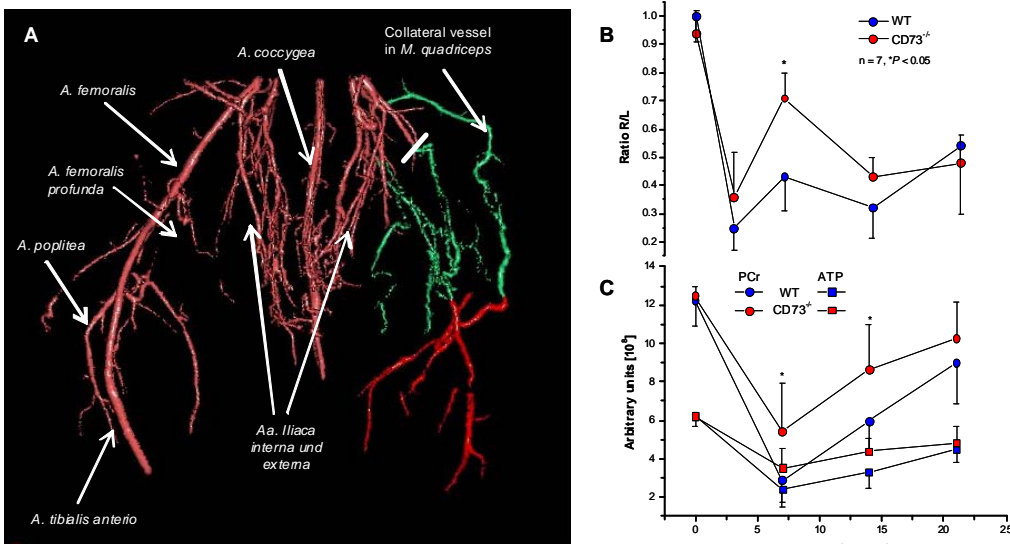 A
A. coccygea
Collateral vessel
in M. quadriceps
A. femoralis
A. femoralis
profunda
A. poplitea
Aa. Iliaca
interna und
externa
A. tibialis anterio
B
1.0
0.9
0.8
0.7
0.6
0.5
0.4
0.3
0.2
Ratio R/L
WT
CD73-/-
n = 7, *P < 0.05
*
C
14
12
10
8
6
4
2
Arbitrary units [10⁶]
PCr ATP
WT
CD73-/-
*
*
0 5 10 15 20 25